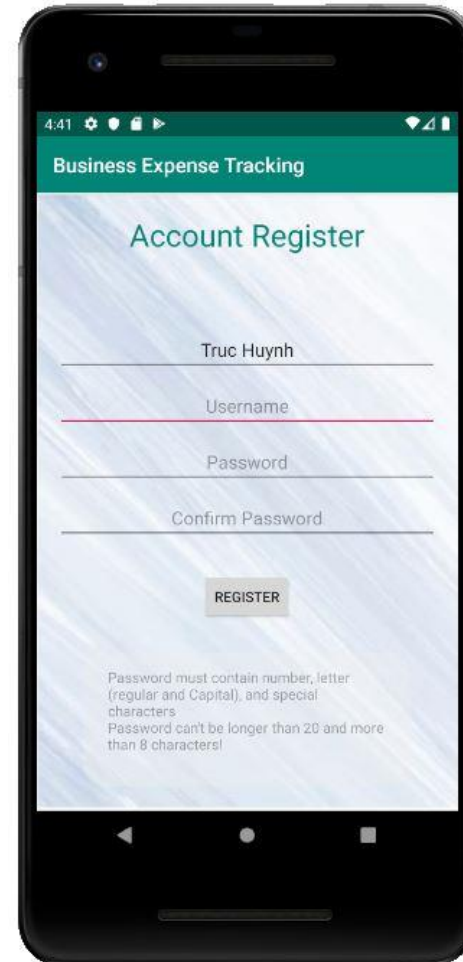 4:41
Business Expense Tracking
Account Register
Truc Huynh
Username
Password
Confirm Password
REGISTER
Password must contain number, letter
(regular and Capital), and special
characters
Password can't be longer than 20 and more
than 8 characters!